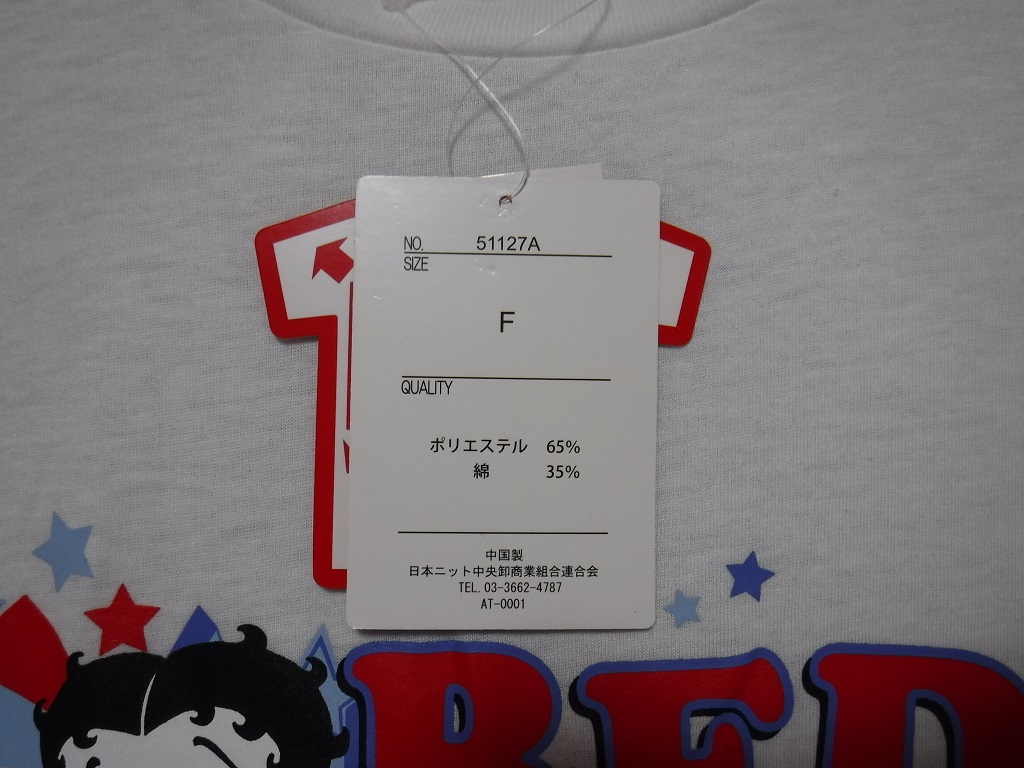 NO. 51127A
SIZE
F
QUALITY
ポリエステル 65%
綿 35%
中国製
日本ニット中央卸商業組合連合会
TEL. 03-3662-4787
AT-0001